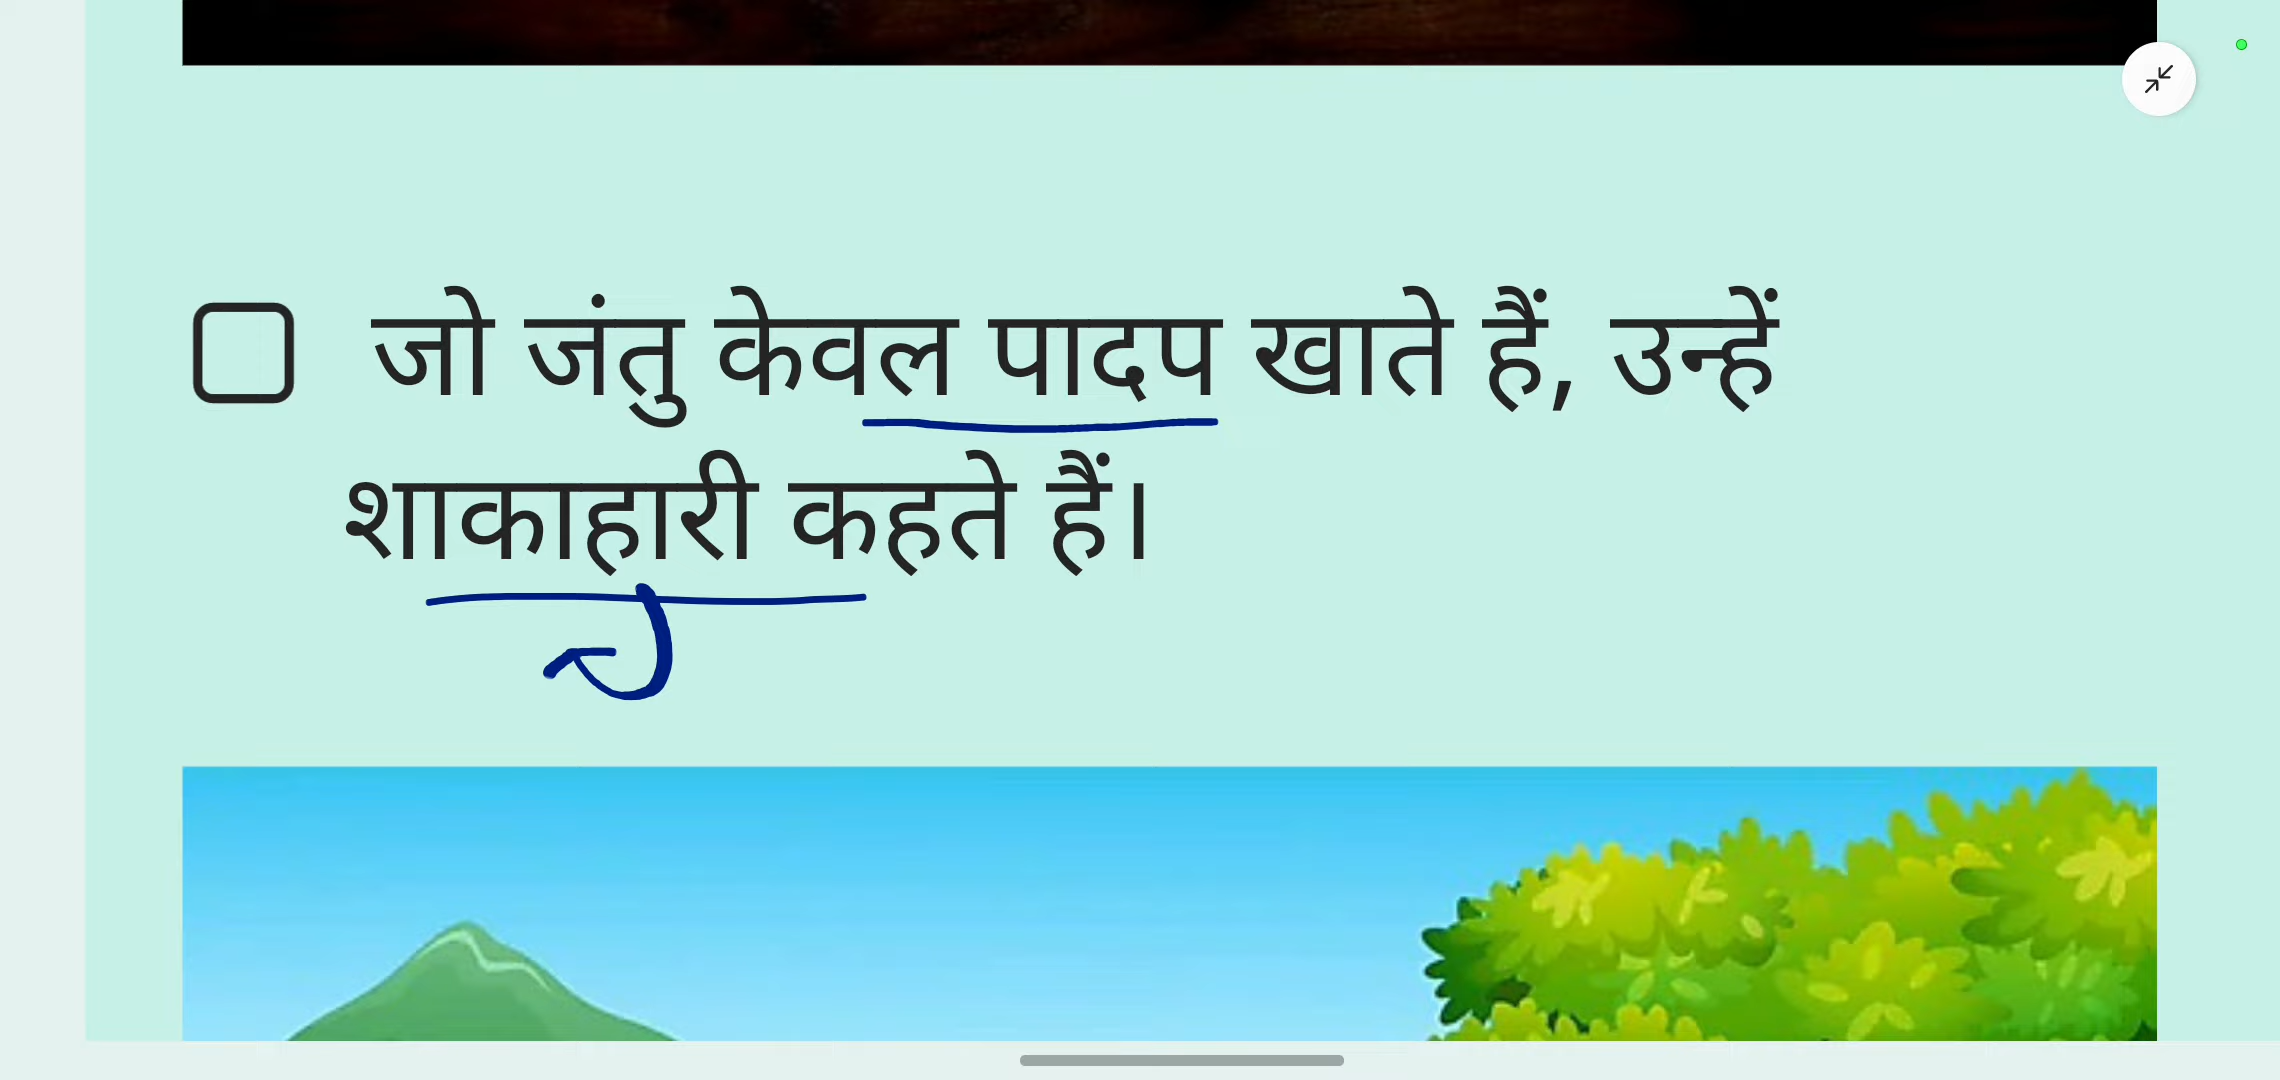 जो जंतु केवल पादप खाते हैं, उन्हें
शाकाहारी कहते हैं।